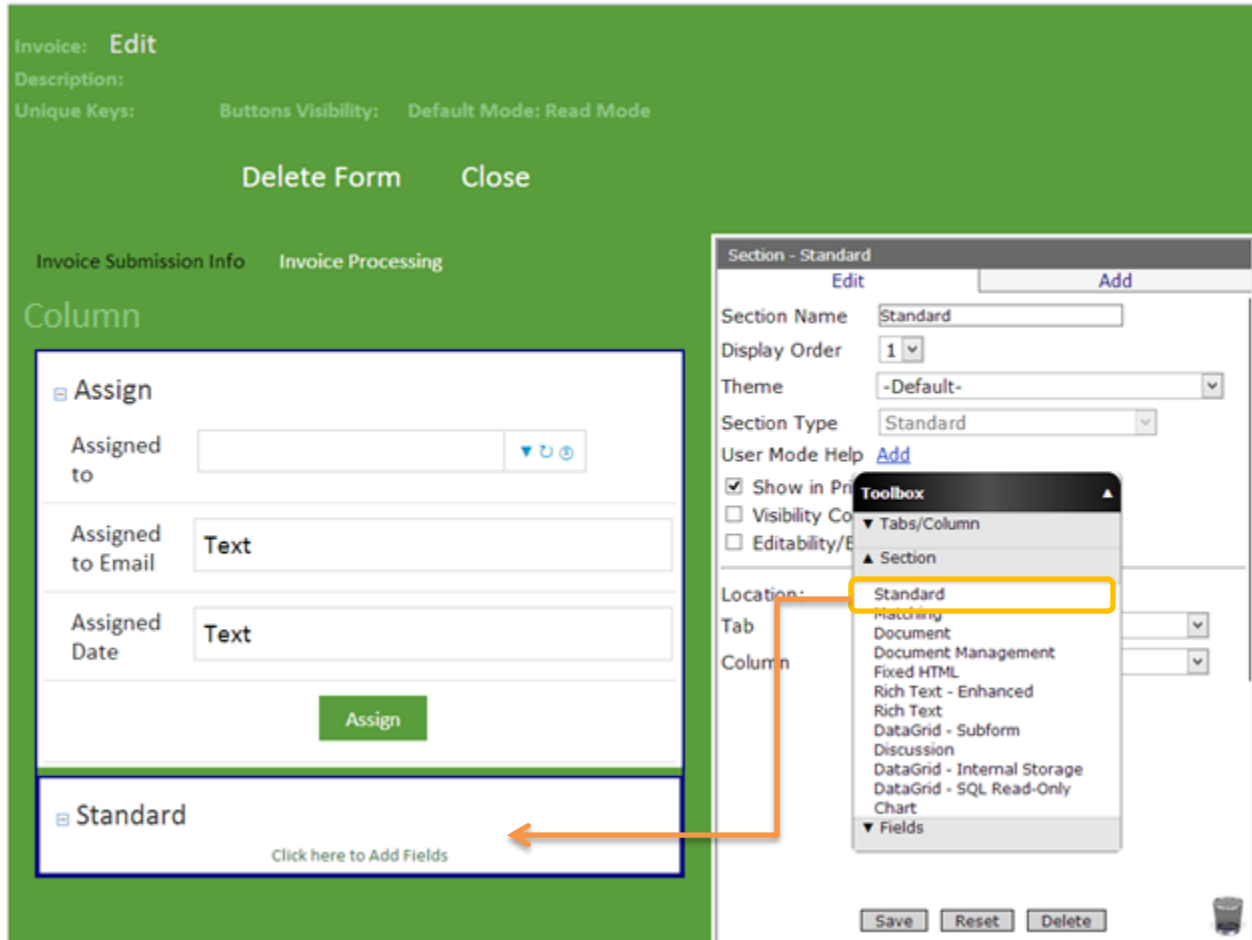 Invoice: Edit
Description:
Unique Keys: Buttons Visibility: Default Mode: Read Mode
Delete Form Close
Invoice Submission Info Invoice Processing
Column
Assign
Assigned
to
Assigned
to Email
Text
Assigned
Date
Text
Assign
Standard
Click here to Add Fields
Section - Standard
Edit Add
Section Name Standard
Display Order 1
Theme -Default-
Section Type Standard
User Mode Help Add
Show in Pri
Visibility Co
Editability/E
Location:
Tab
Column
Toolbox
Tabs/Column
Section
Standard
Matching
Document
Document Management
Fixed HTML
Rich Text - Enhanced
Rich Text
DataGrid - Subform
Discussion
DataGrid - Internal Storage
DataGrid - SQL Read-Only
Chart
Fields
Save Reset Delete